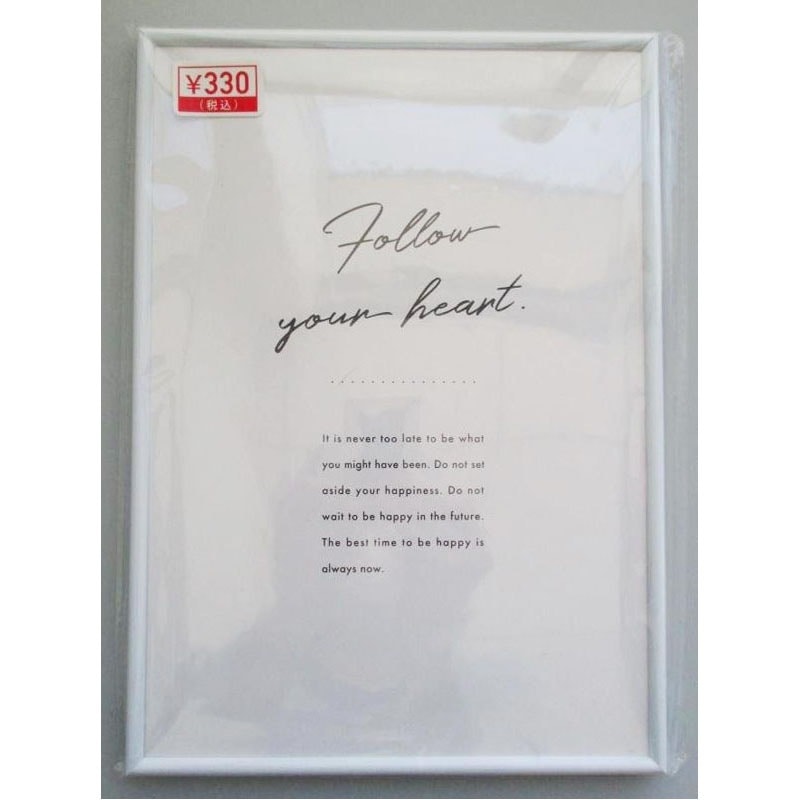 ¥330
(税込)
Follow
your heart.
It is never too late to be what
you might have been. Do not set
aside your happiness. Do not
wait to be happy in the future.
The best time to be happy is
always now.